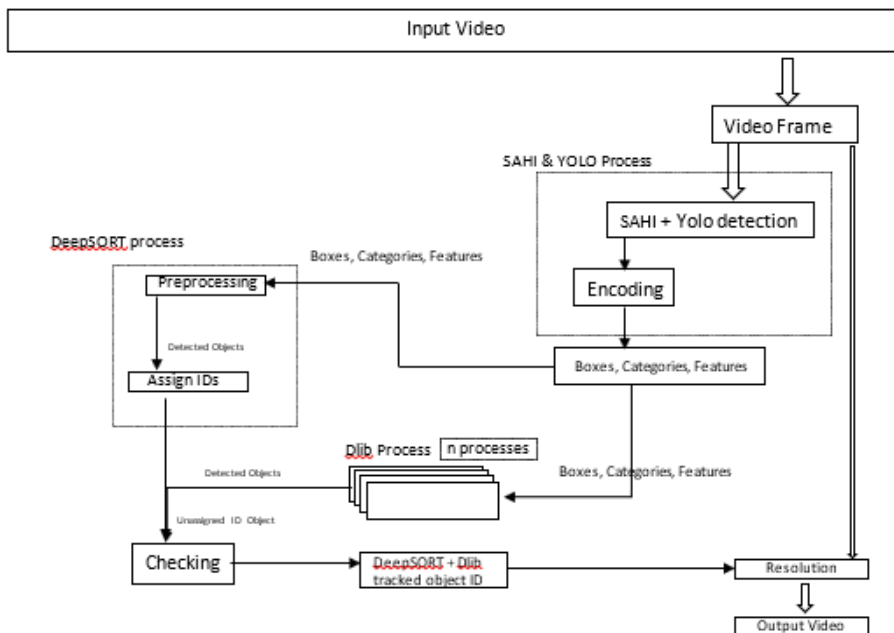 Input Video
Video Frame
SAHI & YOLO Process
SAHI + Yolo detection
DeepSORT process
Boxes, Categories, Features
Preprocessing
Encoding
Detected Objects
Boxes, Categories, Features
Assign IDs
Dlib Process
n processes
Detected Objects
Boxes, Categories, Features
Unassigned ID Object
Checking
DeepSORT + Dlib
tracked object ID
Resolution
Output Video